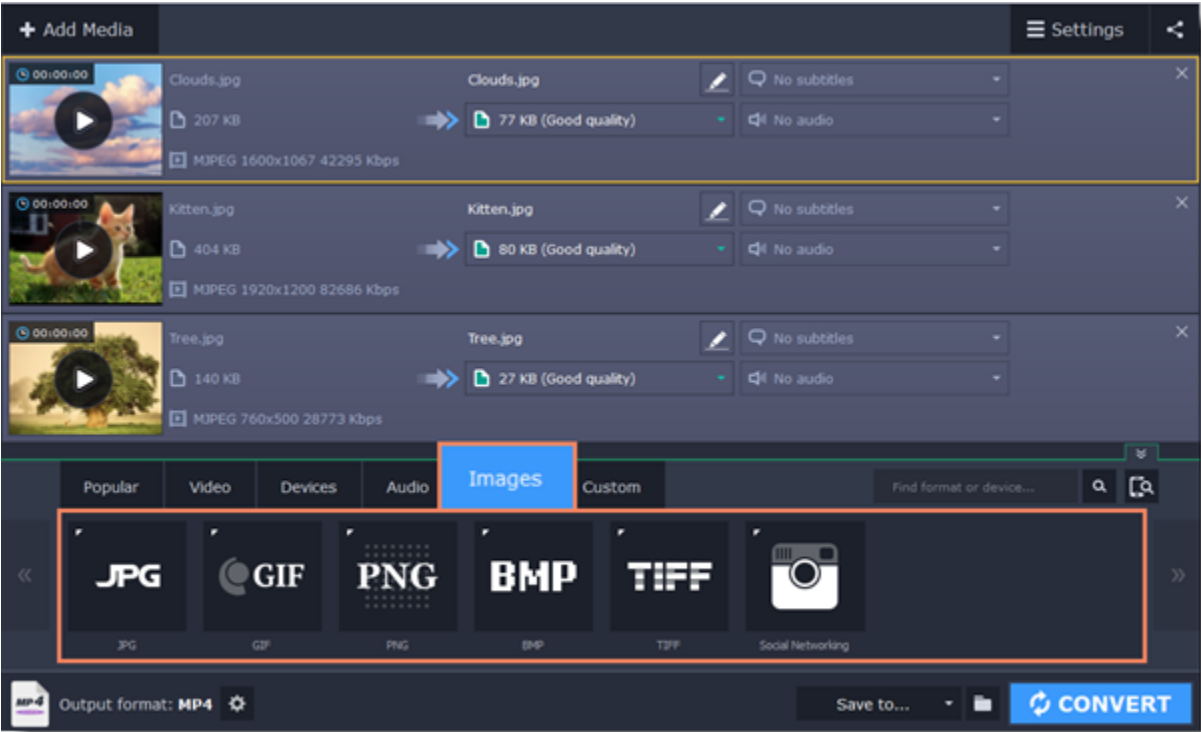 Add Media
Settings
00:00:00
Clouds.jpg
Clouds.jpg
No subtitles
207 KB
77 KB (Good quality)
No audio
MJPEG 1600x1067 42295 Kbps
00:00:00
Kitten.jpg
Kitten.jpg
No subtitles
404 KB
80 KB (Good quality)
No audio
MJPEG 1920x1200 82686 Kbps
00:00:00
Tree.jpg
Tree.jpg
No subtitles
140 KB
27 KB (Good quality)
No audio
MJPEG 760x500 28773 Kbps
Popular
Video
Devices
Audio
Images
Custom
Find format or device...
JPG
GIF
PNG
BMP
TIFF
JPG
GIF
PNG
BMP
TIFF
Social Networking
MP4
Output format: MP4
Save to...
CONVERT